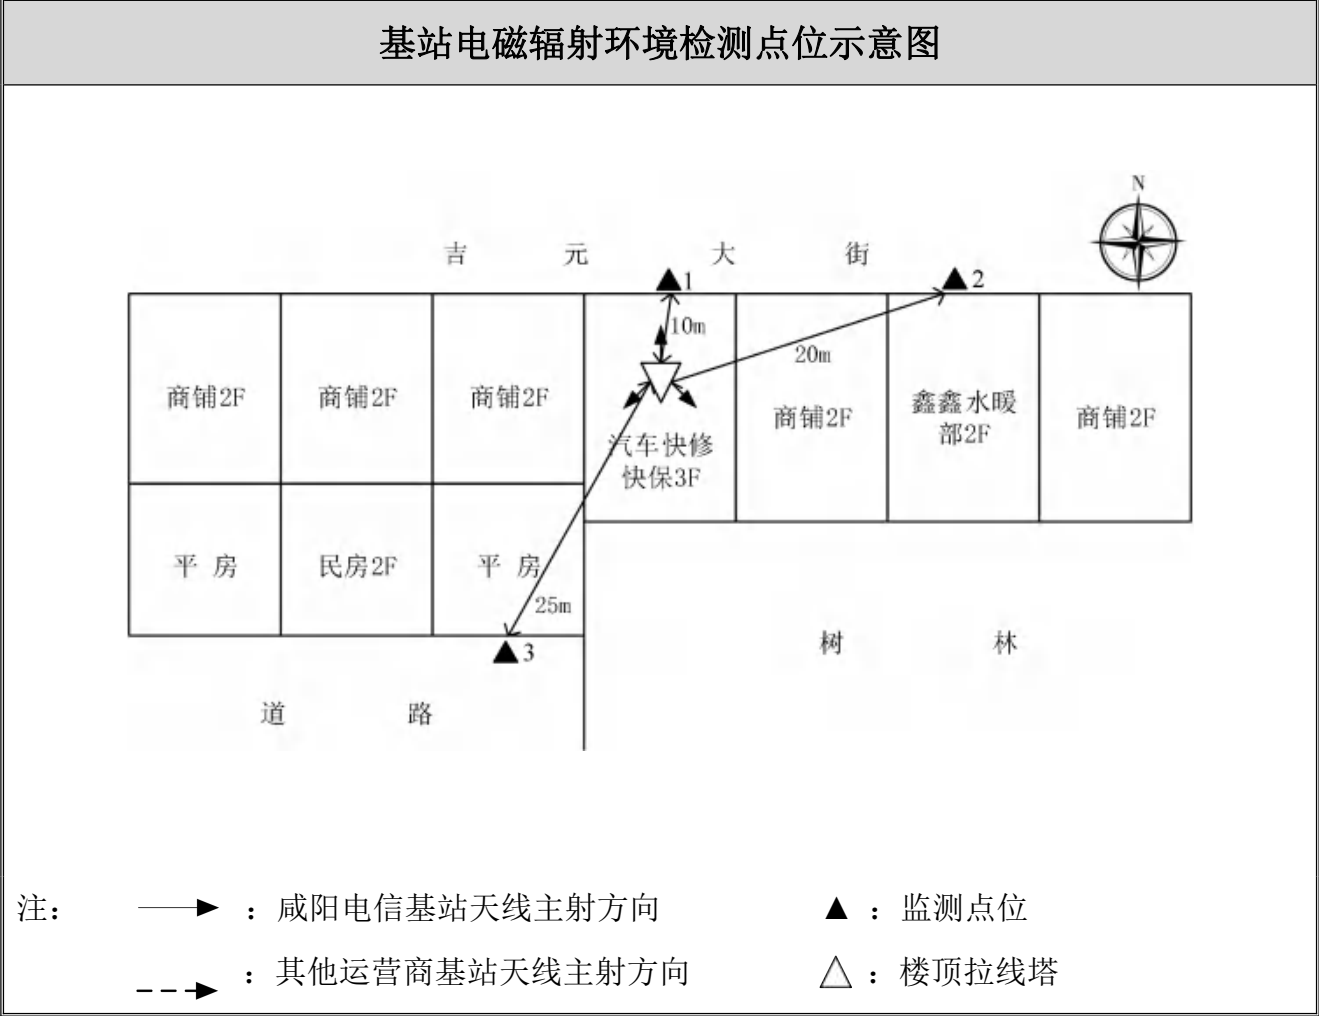 基站电磁辐射环境检测点位示意图
N
吉 元 大 街
1
2
10m
20m
商铺2F
商铺2F
商铺2F
汽车快修
快保3F
商铺2F
鑫鑫水暖
部2F
商铺2F
平 房
民房2F
平 房
25m
3
树 林
道 路
注：
：咸阳电信基站天线主射方向
：监测点位
：其他运营商基站天线主射方向
：楼顶拉线塔